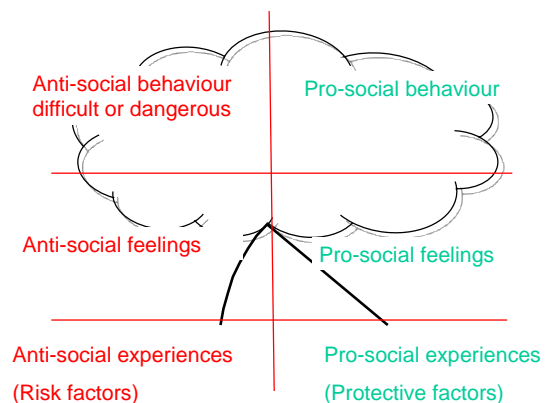 Anti-social behaviour
difficult or dangerous
Pro-social behaviour
Anti-social feelings
Pro-social feelings
Anti-social experiences
(Risk factors)
Pro-social experiences
(Protective factors)